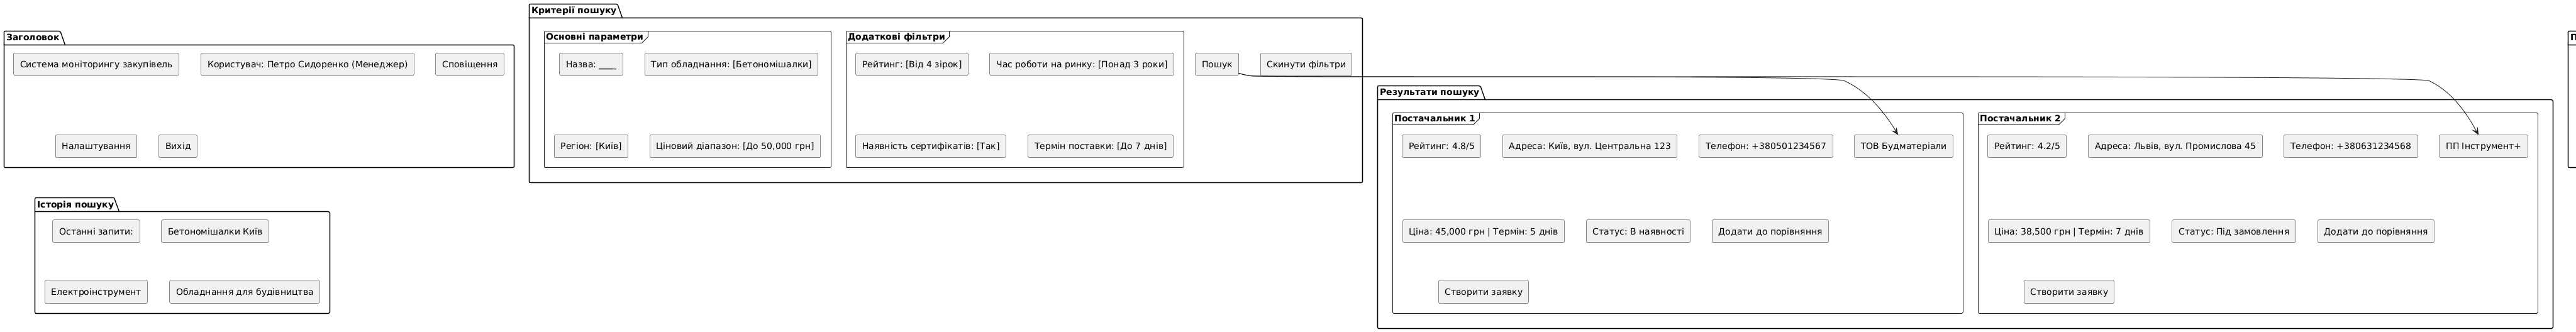 Заголовок
Система моніторингу закупівель
Користувач: Петро Сидоренко (Менеджер)
Сповіщення
Налаштування
Вихід
Критерії пошуку
Основні параметри
Назва: ____
Тип обладнання: [Бетономішалки]
Регіон: [Київ]
Ціновий діапазон: [До 50,000 грн]
Додаткові фільтри
Рейтинг: [Від 4 зірок]
Час роботи на ринку: [Понад 3 роки]
Наявність сертифікатів: [Так]
Термін поставки: [До 7 днів]
Пошук
Скинути фільтри
Результати пошуку
Постачальник 1
Рейтинг: 4.8/5
Адреса: Київ, вул. Центральна 123
Телефон: +380501234567
ТОВ Будматеріали
Ціна: 45,000 грн | Термін: 5 днів
Статус: В наявності
Додати до порівняння
Створити заявку
Постачальник 2
Рейтинг: 4.2/5
Адреса: Львів, вул. Промислова 45
Телефон: +380631234568
ПП Інструмент+
Ціна: 38,500 грн | Термін: 7 днів
Статус: Під замовлення
Додати до порівняння
Створити заявку
Історія пошуку
Останні запити:
Бетономішалки Київ
Електроінструмент
Обладнання для будівництва